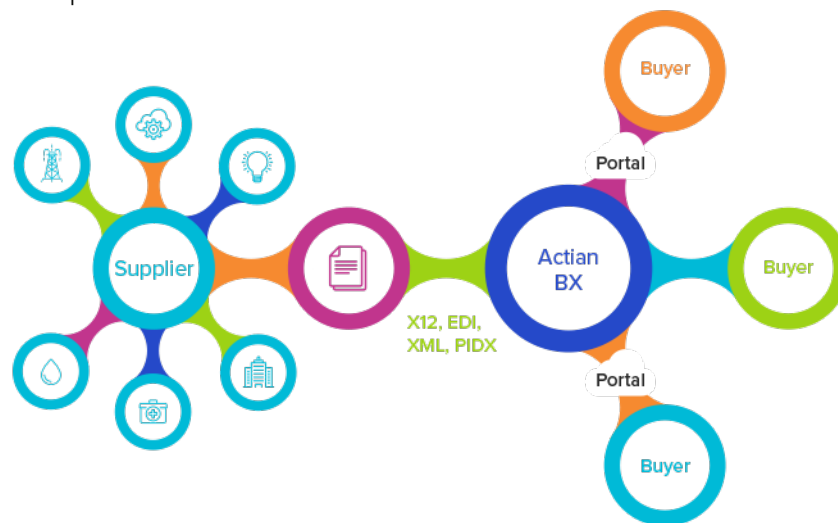 Buyer
Portal
Supplier
Actian
BX
Buyer
X12, EDI,
XML, PIDX
Portal
Buyer